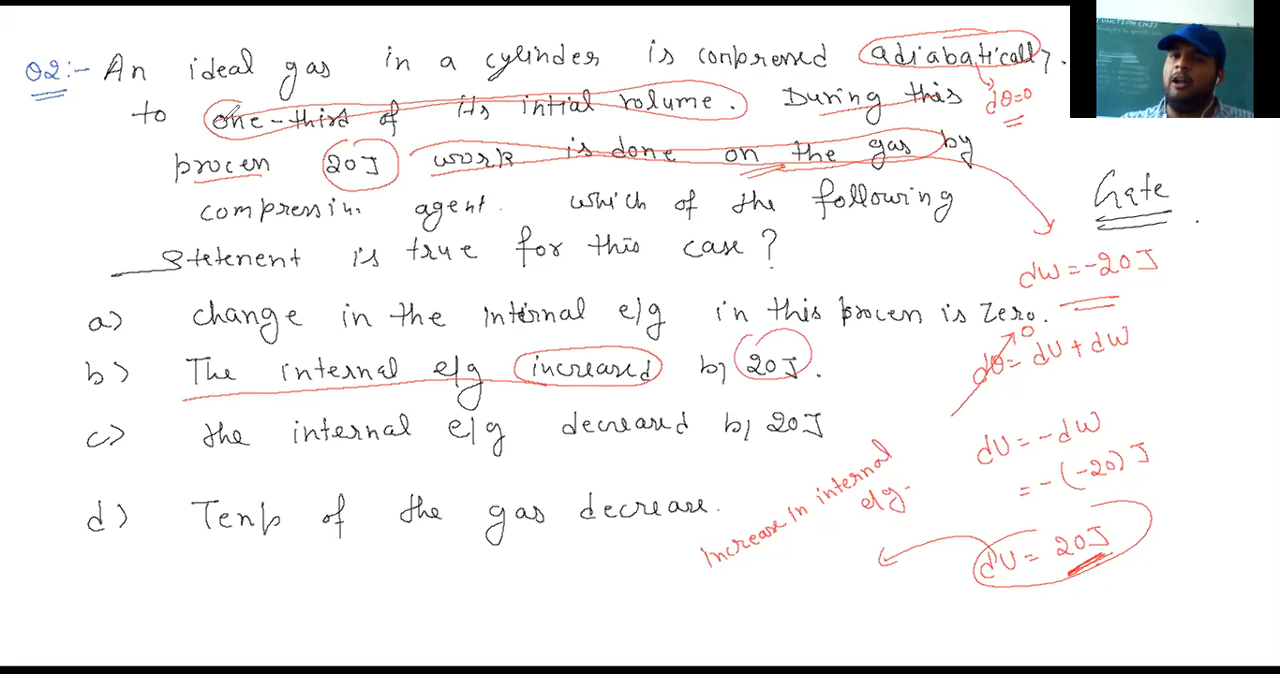 Q2:- An ideal gas in a cylinder is compressed adiabatically.
dQ=0
to one-third of its initial volume. During this
process 20J work is done on the gas by
compressin agent. which of the following
Stetement is true for this case?
Gate
dW = -20J
a) change in the internal e/g in this process is Zero.
b) The internal e/g increased by 20J.
c) the internal e/g decreared by 20J
d) Temp of the gas decrease.
0
dQ = dU + dW
dU = -dW
= -(-20) J
dU = 20J
Increase in internal
e/g.